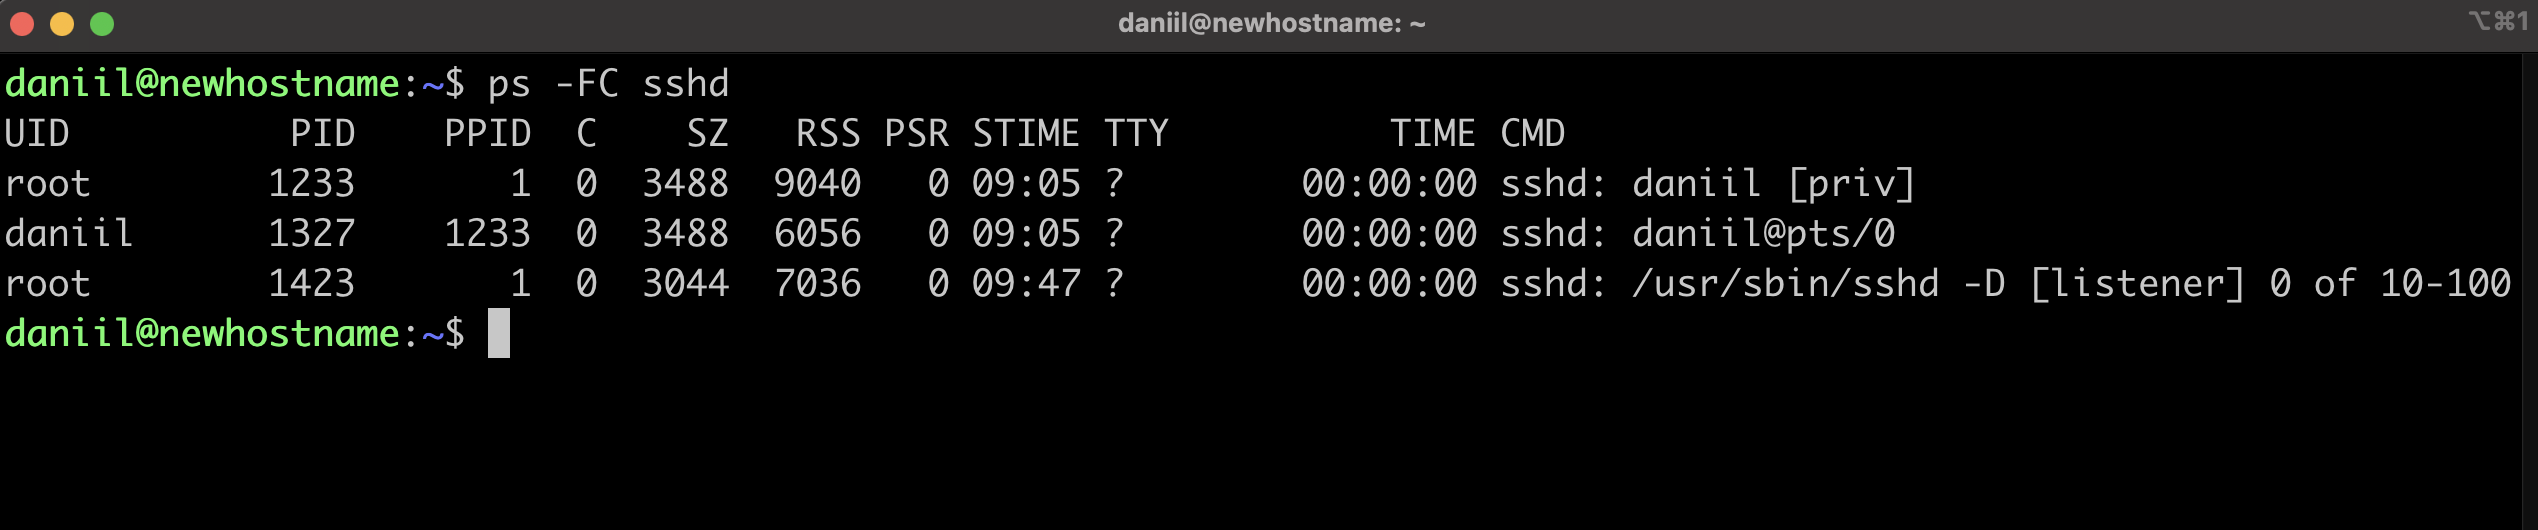 daniil@newhostname: ~
⌥⌘1
daniil@newhostname:~$ ps -FC sshd
UID          PID    PPID  C    SZ   RSS PSR STIME TTY          TIME CMD
root        1233       1  0  3488  9040   0 09:05 ?        00:00:00 sshd: daniil [priv]
daniil      1327    1233  0  3488  6056   0 09:05 ?        00:00:00 sshd: daniil@pts/0
root        1423       1  0  3044  7036   0 09:47 ?        00:00:00 sshd: /usr/sbin/sshd -D [listener] 0 of 10-100
daniil@newhostname:~$